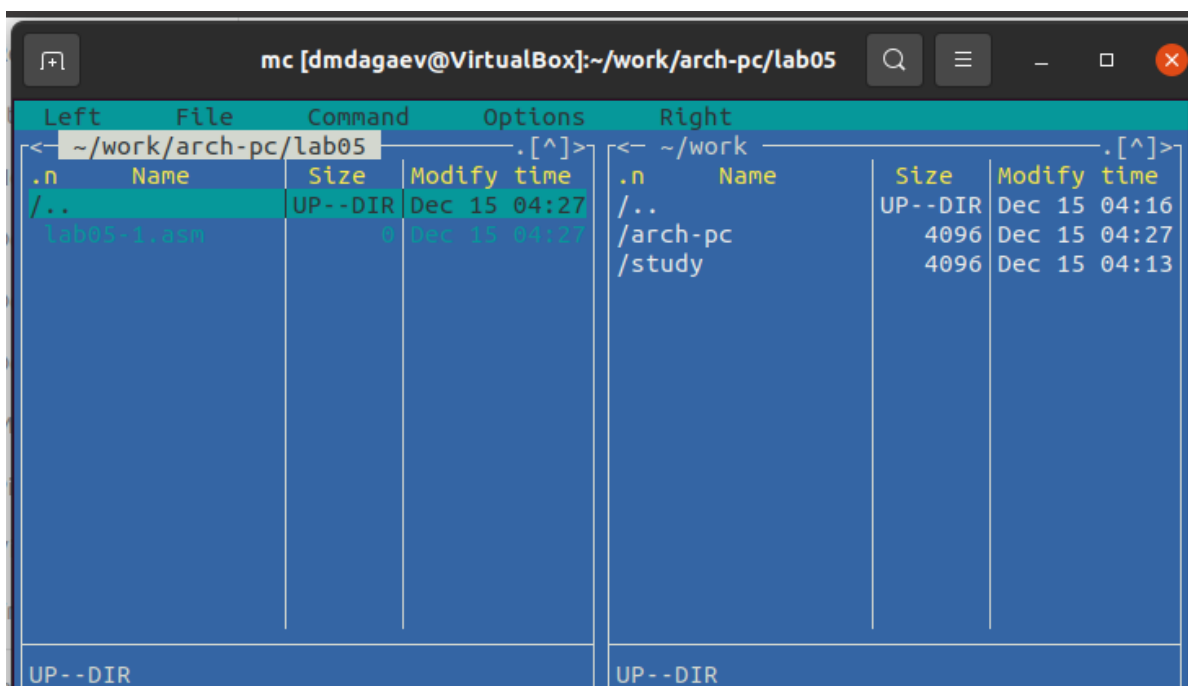 mc [dmdagaev@VirtualBox]:~/work/arch-pc/lab05
Left File Command Options Right
<─ ~/work/arch-pc/lab05 ─.[^]>
.n Name Size Modify time
/.. UP--DIR Dec 15 04:27
lab05-1.asm 0 Dec 15 04:27
UP--DIR
<─ ~/work ─.[^]>
.n Name Size Modify time
/.. UP--DIR Dec 15 04:16
/arch-pc 4096 Dec 15 04:27
/study 4096 Dec 15 04:13
UP--DIR